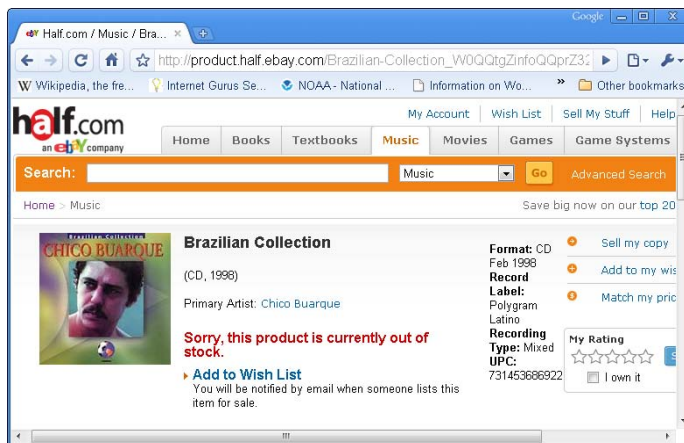 Google
Half.com / Music / Bra...
http://product.half.ebay.com/Brazilian-Collection_W0QQtgZinfoQQprZ32
Wikipedia, the fre... Internet Gurus Se... NOAA - National ... Information on Wo... » Other bookmarks
My Account Wish List Sell My Stuff Help
half.com
an ebY company
Home Books Textbooks Music Movies Games Game Systems
Search: Music Go Advanced Search
Home > Music Save big now on our top 20
Brazilian Collection
CHICO BUARQUE
Brazilian Collection
(CD, 1998)
Primary Artist: Chico Buarque
Sorry, this product is currently out of
stock.
Add to Wish List
You will be notified by email when someone lists this
item for sale.
Format: CD
Feb 1998
Record
Label:
Polygram
Latino
Recording
Type: Mixed
UPC:
731453686922
Sell my copy
Add to my wis
Match my pric
My Rating
S
I own it